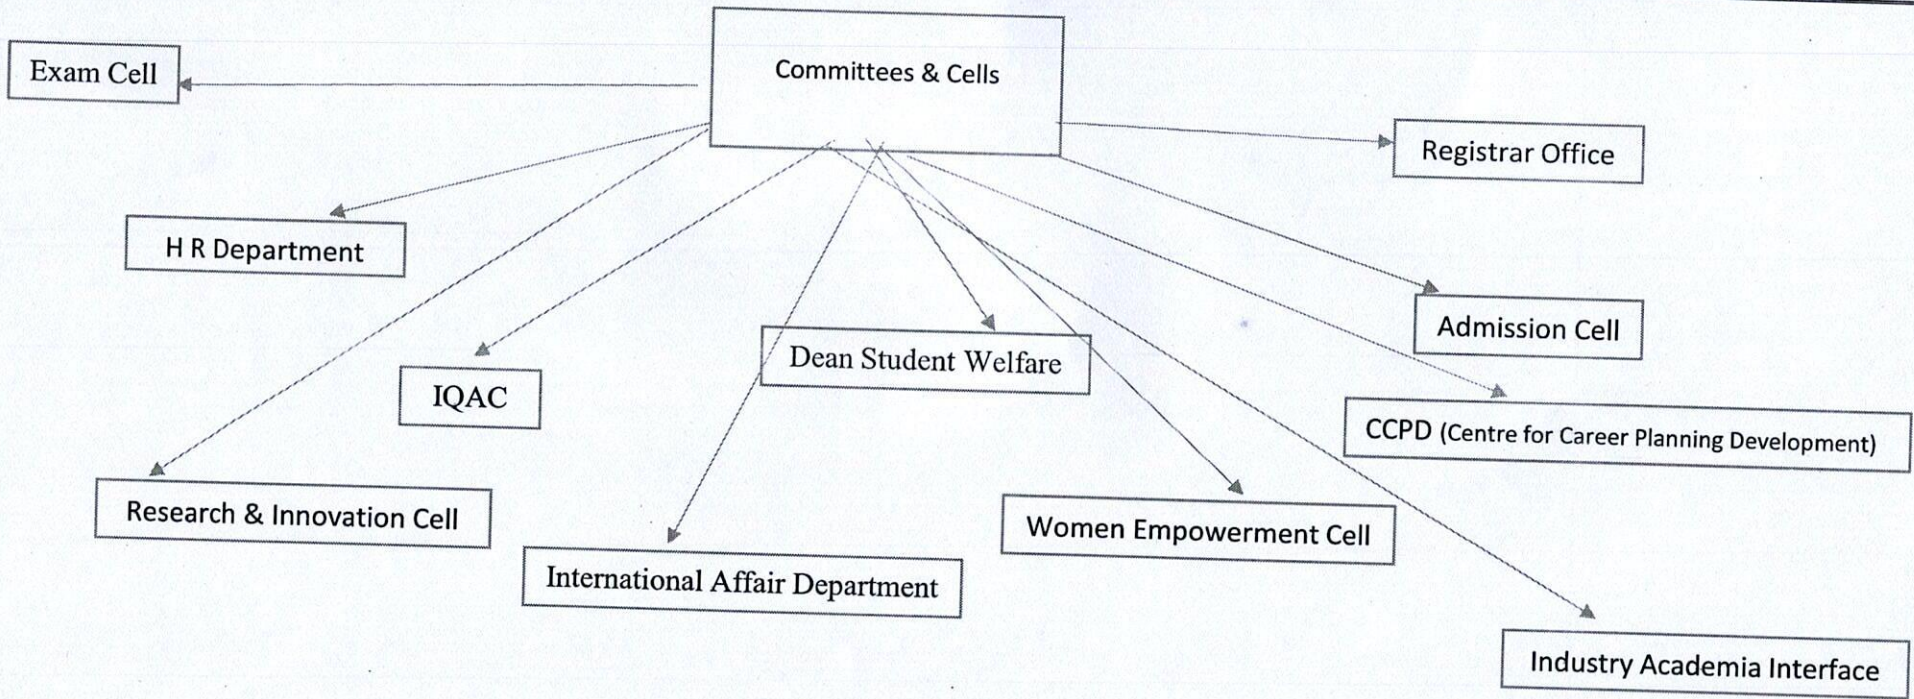 Committees & Cells
Exam Cell
Registrar Office
H R Department
Admission Cell
Dean Student Welfare
IQAC
CCPD (Centre for Career Planning Development)
Research & Innovation Cell
Women Empowerment Cell
International Affair Department
Industry Academia Interface